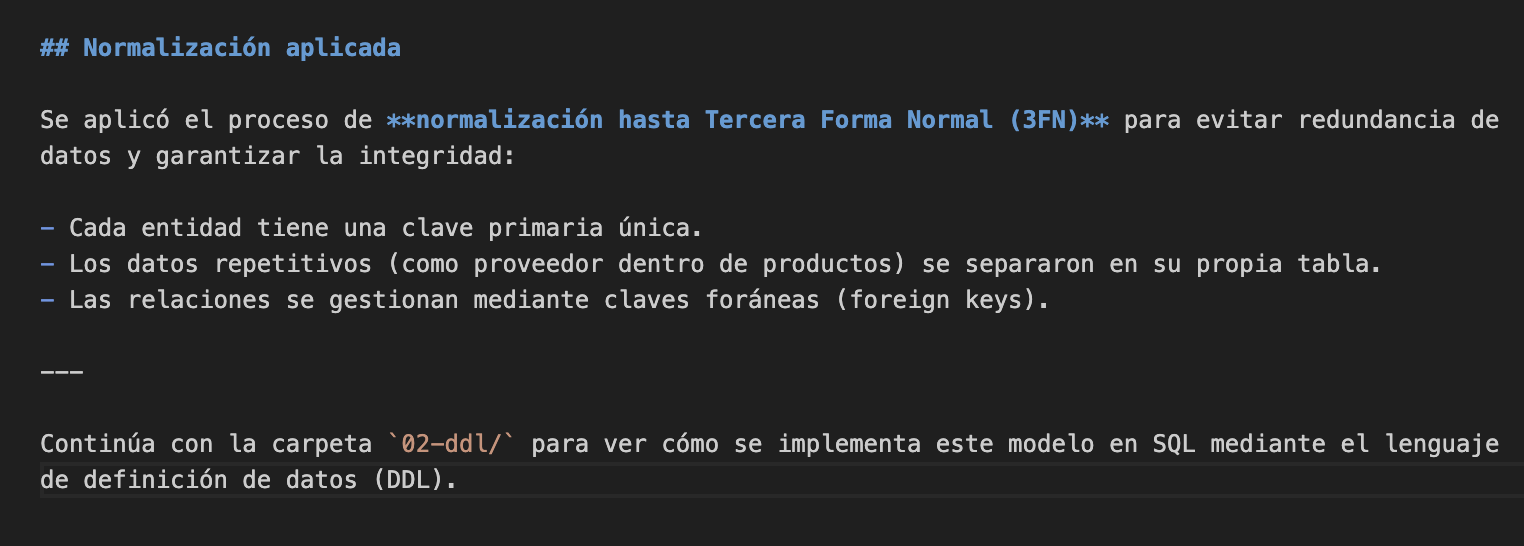 ## Normalización aplicada
Se aplicó el proceso de **normalización hasta Tercera Forma Normal (3FN)** para evitar redundancia de
datos y garantizar la integridad:
- Cada entidad tiene una clave primaria única.
- Los datos repetitivos (como proveedor dentro de productos) se separaron en su propia tabla.
- Las relaciones se gestionan mediante claves foráneas (foreign keys).
---
Continúa con la carpeta `02-ddl/` para ver cómo se implementa este modelo en SQL mediante el lenguaje
de definición de datos (DDL).